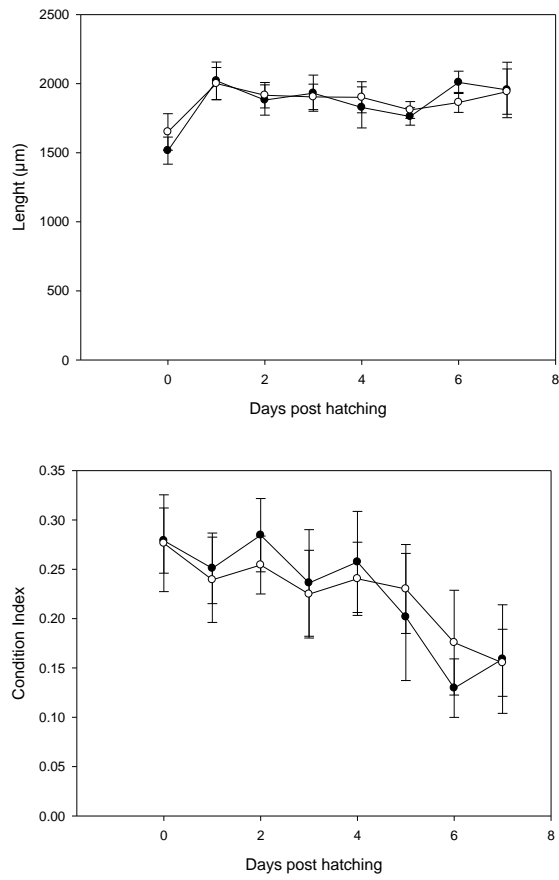 2500
2000
1500
1000
500
0
Lenght (µm)
0 2 4 6 8
Days post hatching
0.35
0.30
0.25
0.20
0.15
0.10
0.05
0.00
Condition Index
0 2 4 6 8
Days post hatching